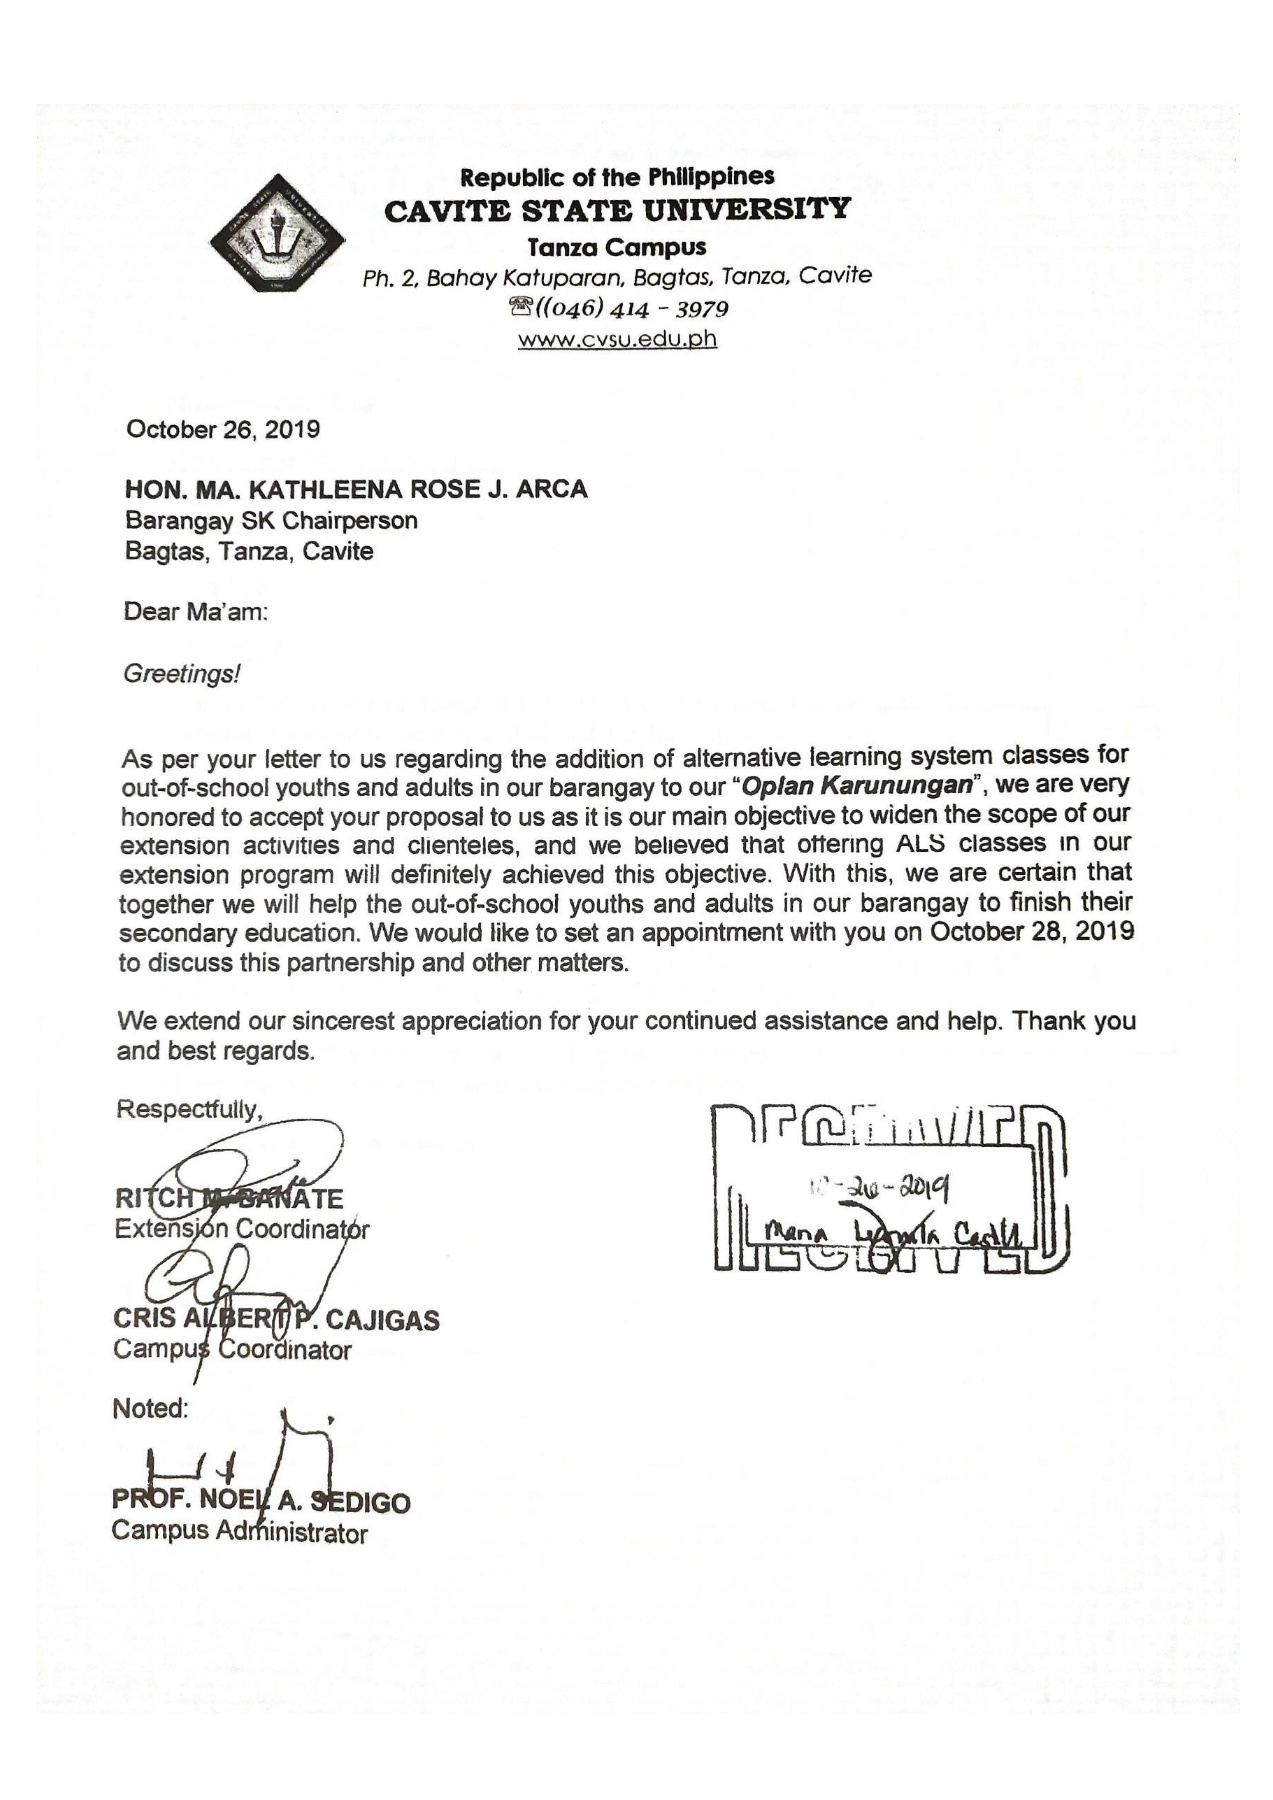 Republic of the Philippines
CAVITE STATE UNIVERSITY
Tanza Campus
Ph. 2, Bahay Katuparan, Bagtas, Tanza, Cavite
☏((046) 414 – 3979
www.cvsu.edu.ph
October 26, 2019
HON. MA. KATHLEENA ROSE J. ARCA
Barangay SK Chairperson
Bagtas, Tanza, Cavite
Dear Ma'am:
Greetings!
As per your letter to us regarding the addition of alternative learning system classes for
out-of-school youths and adults in our barangay to our “Oplan Karunungan”, we are very
honored to accept your proposal to us as it is our main objective to widen the scope of our
extension activities and clienteles, and we believed that offering ALS classes in our
extension program will definitely achieved this objective. With this, we are certain that
together we will help the out-of-school youths and adults in our barangay to finish their
secondary education. We would like to set an appointment with you on October 28, 2019
to discuss this partnership and other matters.
We extend our sincerest appreciation for your continued assistance and help. Thank you
and best regards.
Respectfully,
RITCH M. BANATE
Extension Coordinator
CRIS ALBERT P. CAJIGAS
Campus Coordinator
Noted:
PROF. NOEL A. SEDIGO
Campus Administrator
RECEIVED
10-26-2019